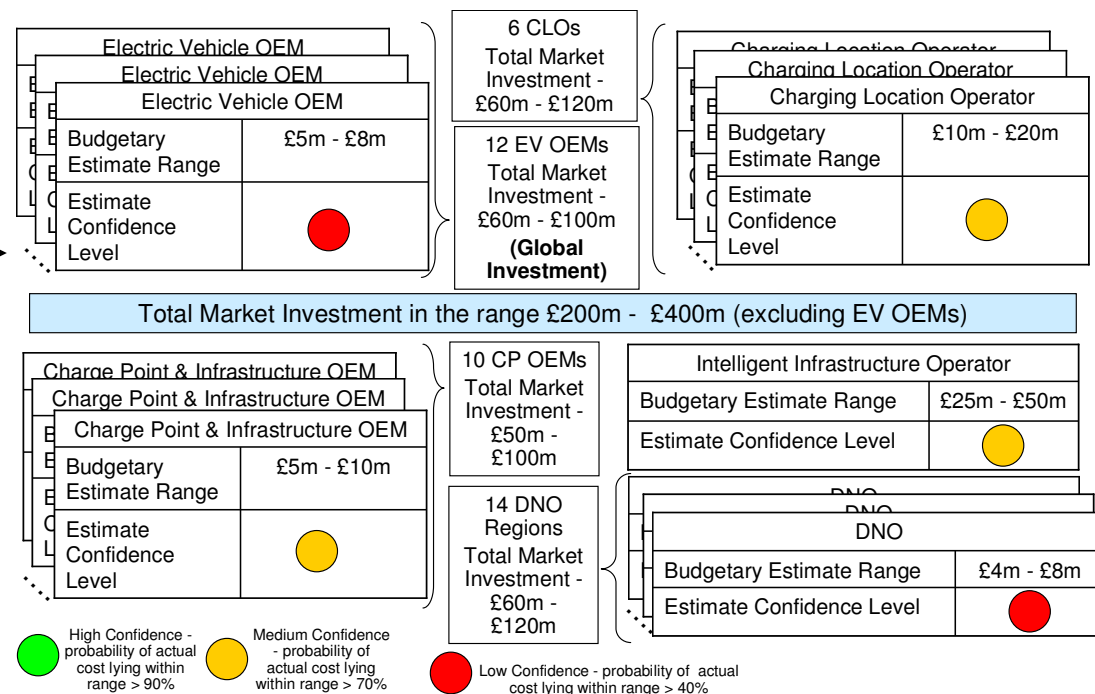 Electric Vehicle OEM
Electric Vehicle OEM
Electric Vehicle OEM
Budgetary
Estimate Range
£5m - £8m
Estimate
Confidence
Level
6 CLOs
Total Market
Investment -
£60m - £120m
12 EV OEMs
Total Market
Investment -
£60m - £100m
(Global
Investment)
Charging Location Operator
Charging Location Operator
Charging Location Operator
Budgetary
Estimate Range
£10m - £20m
Estimate
Confidence
Level
Total Market Investment in the range £200m - £400m (excluding EV OEMs)
Charge Point & Infrastructure OEM
Charge Point & Infrastructure OEM
Charge Point & Infrastructure OEM
Budgetary
Estimate Range
£5m - £10m
Estimate
Confidence
Level
10 CP OEMs
Total Market
Investment -
£50m -
£100m
14 DNO
Regions
Total Market
Investment -
£60m -
£120m
Intelligent Infrastructure Operator
Budgetary Estimate Range
£25m - £50m
Estimate Confidence Level
DNO
DNO
DNO
Budgetary Estimate Range
£4m - £8m
Estimate Confidence Level
High Confidence -
probability of actual
cost lying within
range > 90%
Medium Confidence
- probability of
actual cost lying
within range > 70%
Low Confidence - probability of actual
cost lying within range > 40%